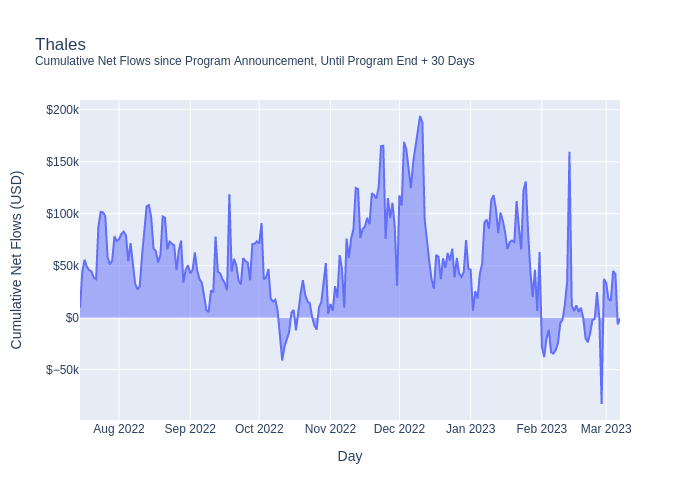 Thales
Cumulative Net Flows since Program Announcement, Until Program End + 30 Days
Cumulative Net Flows (USD)
$200k
$150k
$100k
$50k
$0
$−50k
Aug 2022 Sep 2022 Oct 2022 Nov 2022 Dec 2022 Jan 2023 Feb 2023 Mar 2023
Day